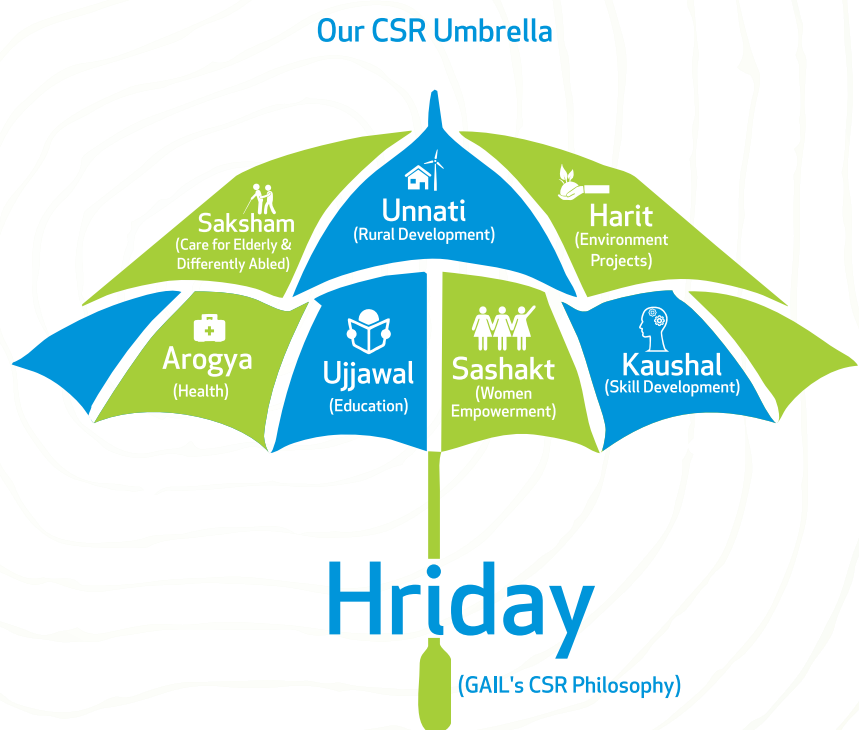 Our CSR Umbrella
Saksham
(Care for Elderly &
Differently Abled)
Unnati
(Rural Development)
Harit
(Environment
Projects)
Arogya
(Health)
Ujjawal
(Education)
Sashakt
(Women
Empowerment)
Kaushal
(Skill Development)
Hriday
(GAIL's CSR Philosophy)